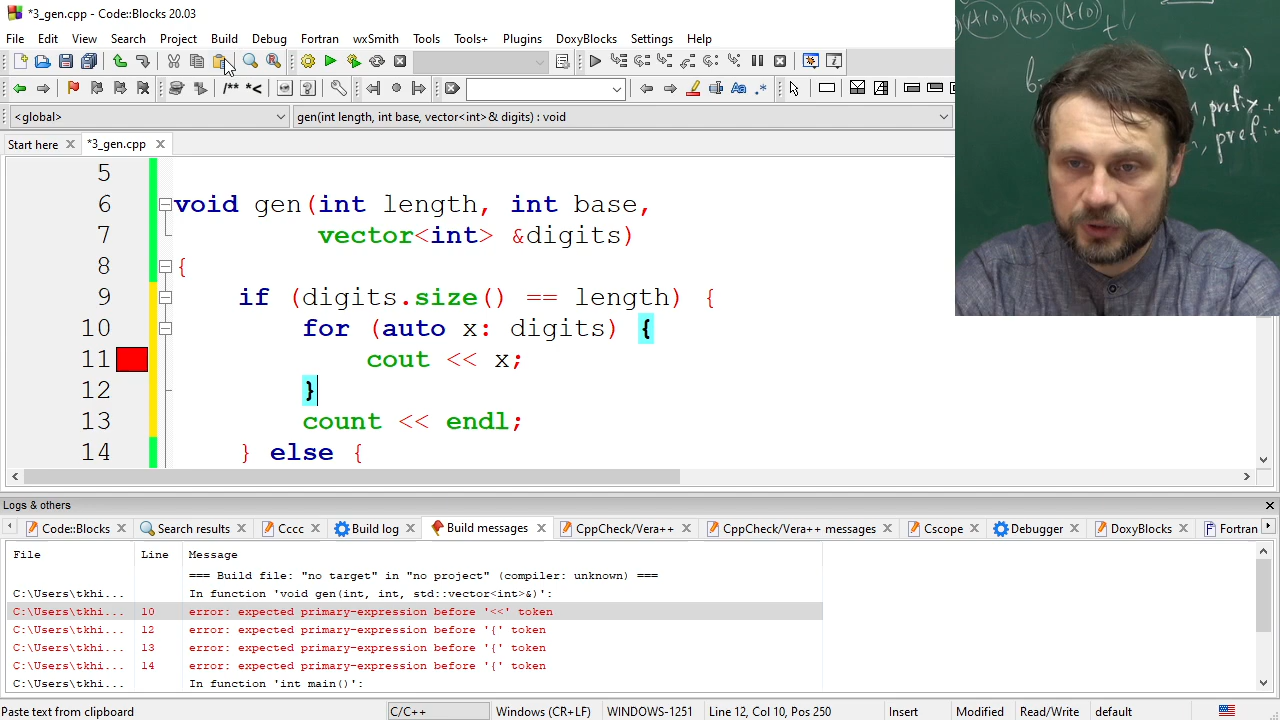 *3_gen.cpp - Code::Blocks 20.03
File Edit View Search Project Build Debug Fortran wxSmith Tools Tools+ Plugins DoxyBlocks Settings Help
/** *<
<global> gen(int length, int base, vector<int>& digits) : void
Start here *3_gen.cpp
5
6 void gen(int length, int base,
7 vector<int> &digits)
8 {
9 if (digits.size() == length) {
10 for (auto x: digits) {
11 cout << x;
12 }
13 count << endl;
14 } else {
A(0) A(0)
prefix +
, prefix
Logs & others
Code::Blocks Search results Cccc Build log Build messages CppCheck/Vera++ CppCheck/Vera++ messages Cscope Debugger DoxyBlocks Fortran
File Line Message
=== Build file: "no target" in "no project" (compiler: unknown) ===
C:\Users\tkhi... In function 'void gen(int, int, std::vector<int>&)':
C:\Users\tkhi... 10 error: expected primary-expression before '<<' token
C:\Users\tkhi... 12 error: expected primary-expression before '{' token
C:\Users\tkhi... 13 error: expected primary-expression before '{' token
C:\Users\tkhi... 14 error: expected primary-expression before '{' token
C:\Users\tkhi... In function 'int main()':
Paste text from clipboard C/C++ Windows (CR+LF) WINDOWS-1251 Line 12, Col 10, Pos 250 Insert Modified Read/Write default